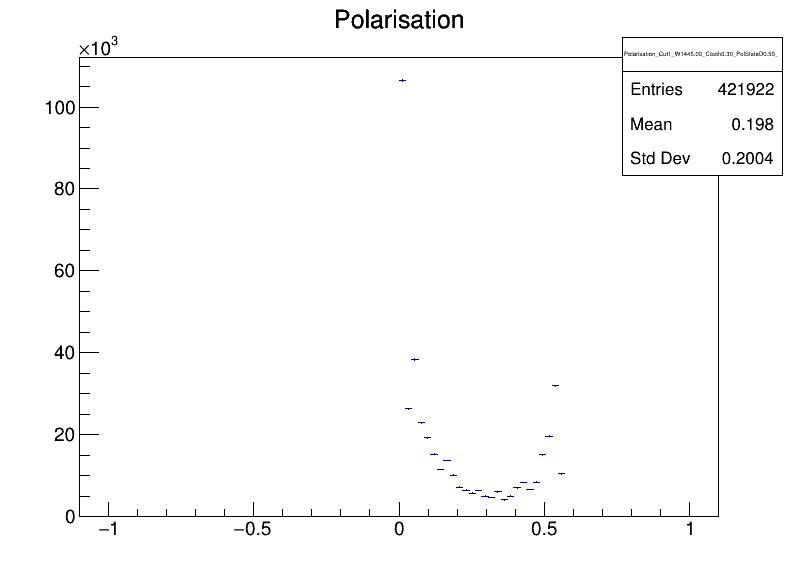 Polarisation
×10³
Polarisation_Cut1_W1445.00_Costh0.30_PolStateD0.50_
Entries 421922
Mean 0.198
Std Dev 0.2004
100
80
60
40
20
0
−1 −0.5 0 0.5 1